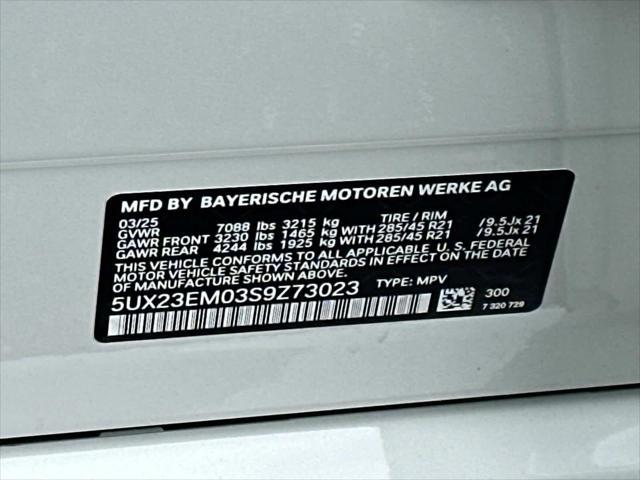 MFD BY BAYERISCHE MOTOREN WERKE AG
03/25 TIRE / RIM
GVWR 7088 lbs 3215 kg
GAWR FRONT 3230 lbs 1465 kg WITH 285/45 R21 /9.5Jx 21
GAWR REAR 4244 lbs 1925 kg WITH 285/45 R21 /9.5Jx 21
THIS VEHICLE CONFORMS TO ALL APPLICABLE U. S. FEDERAL
MOTOR VEHICLE SAFETY STANDARDS IN EFFECT ON THE DATE
OF MANUFACTURE SHOWN ABOVE.
5UX23EM03S9Z73023 TYPE: MPV
300
7 320 729